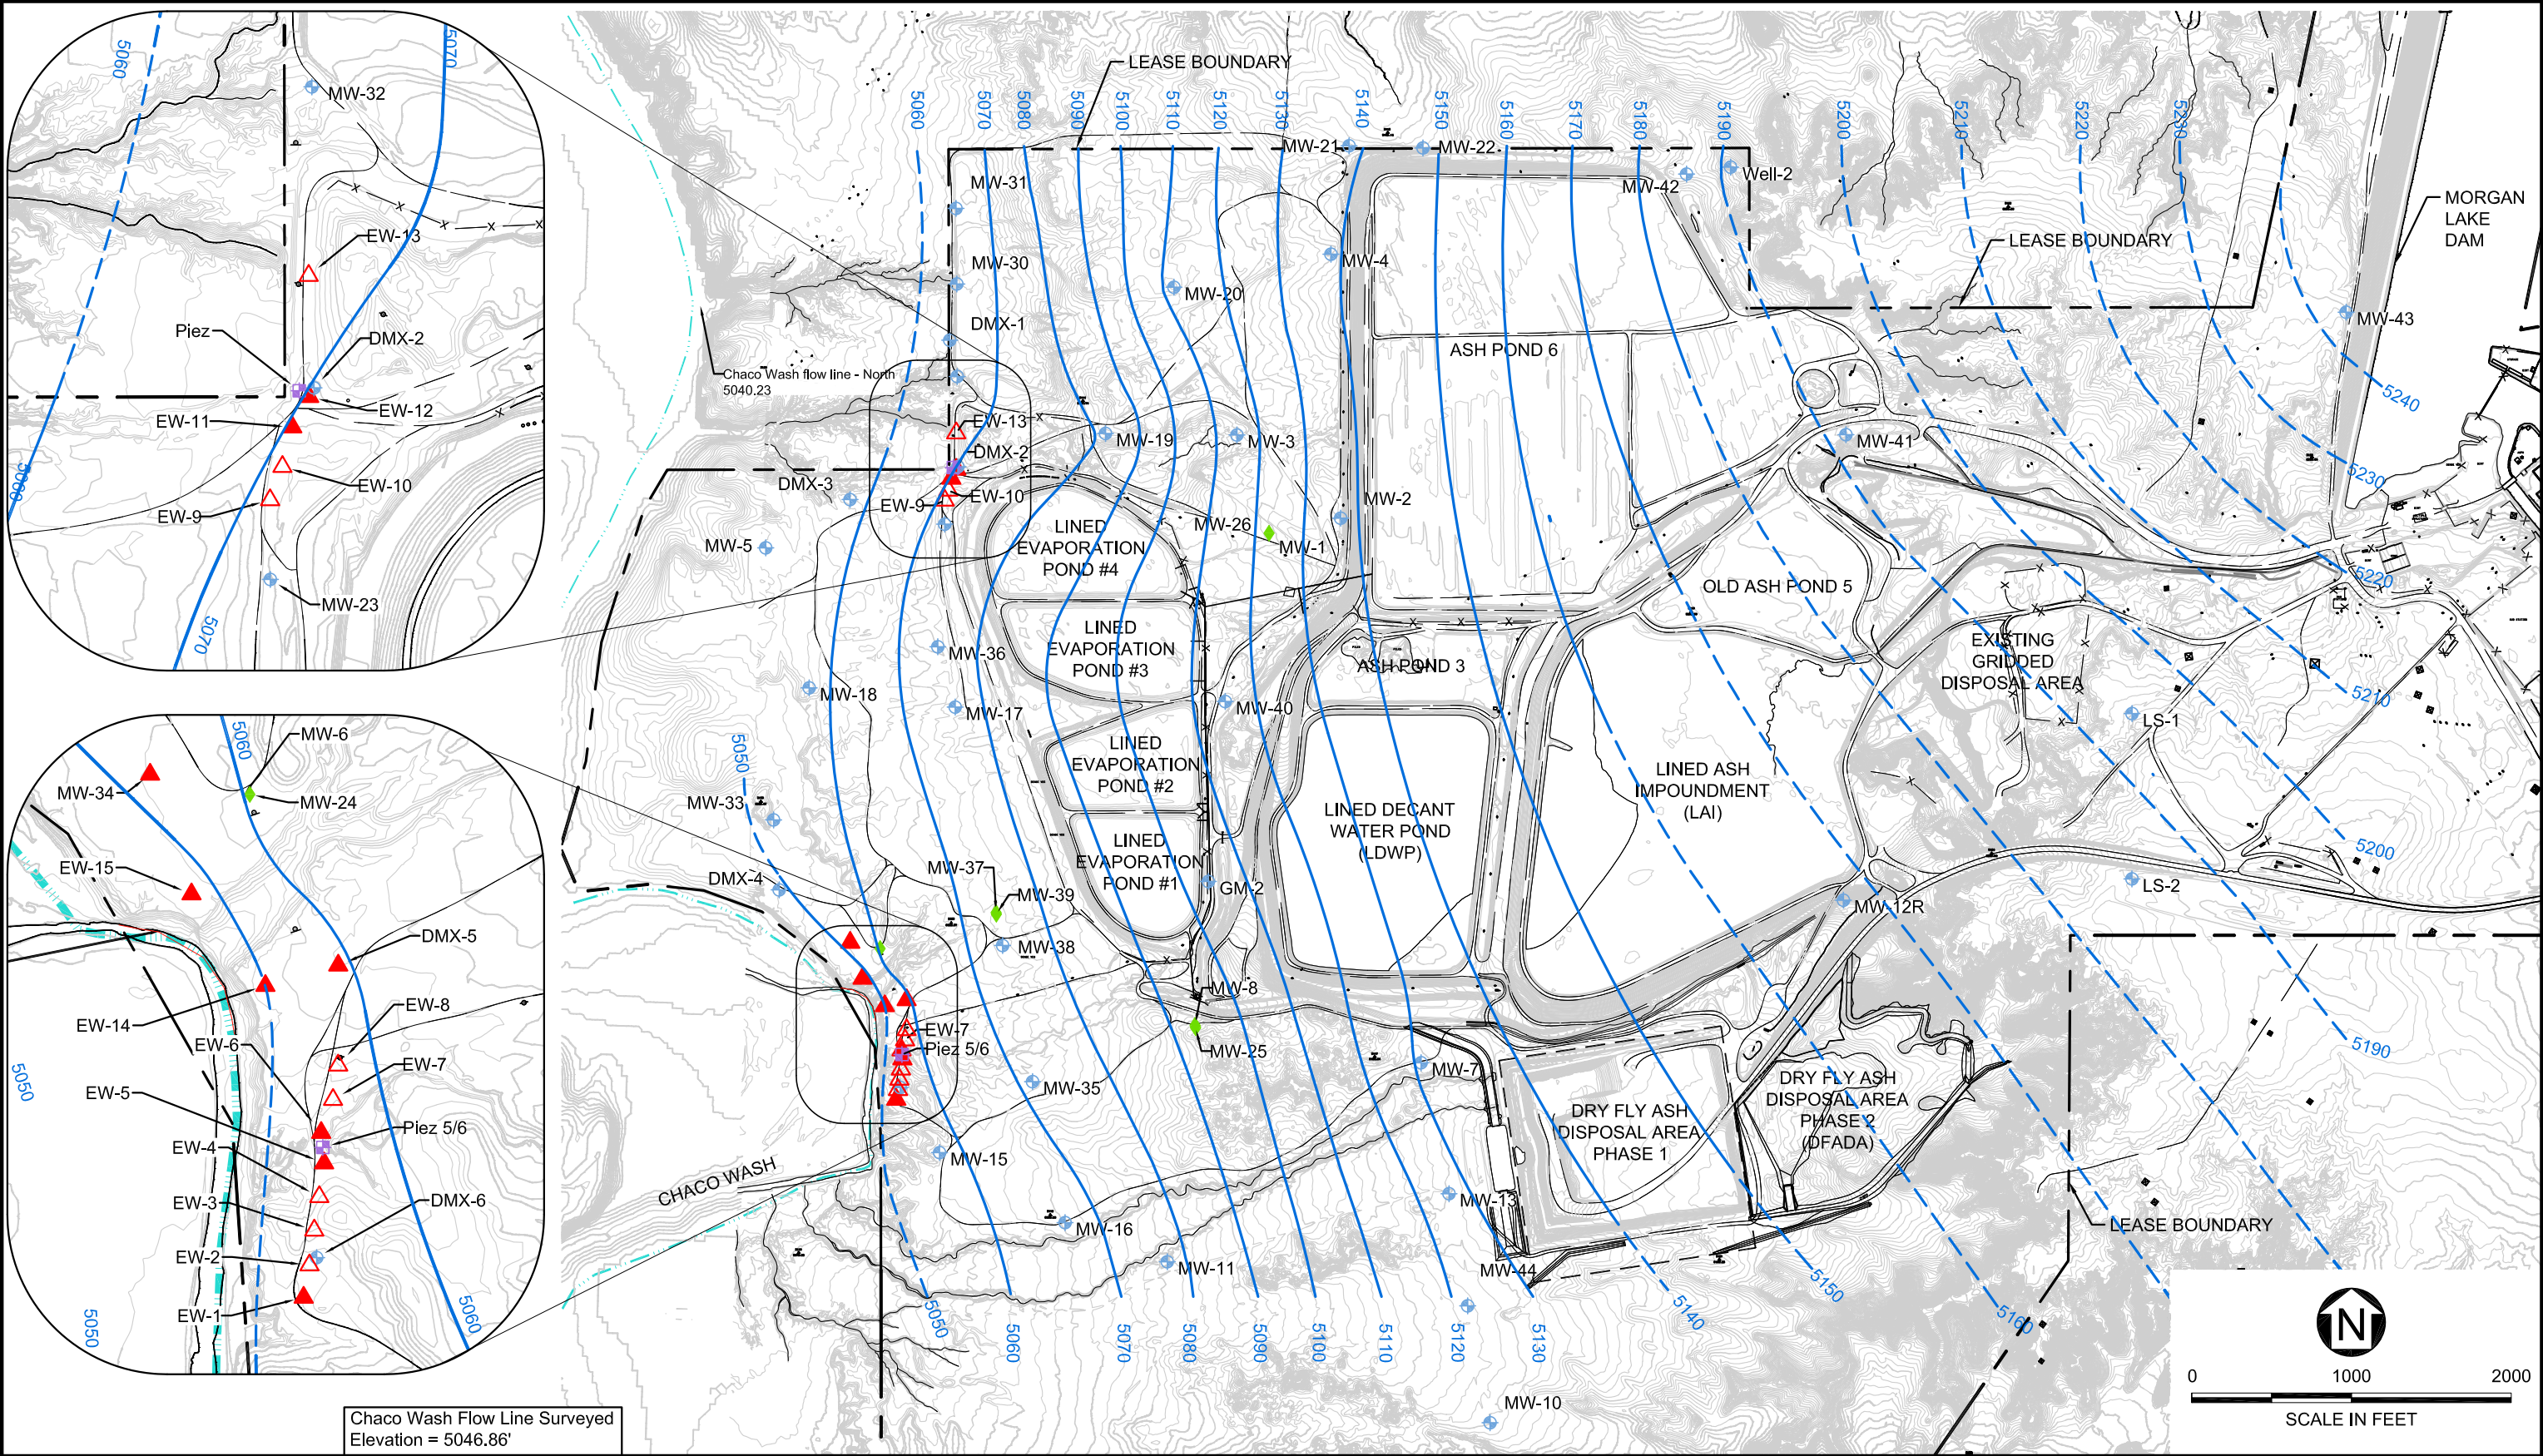 5060
5070
MW-32
EW-13
Piez
DMX-2
EW-12
EW-11
EW-10
EW-9
5060
MW-23
5070
5060
MW-6
MW-34
MW-24
EW-15
DMX-5
EW-14
EW-8
EW-6
EW-7
EW-5
Piez 5/6
EW-4
EW-3
DMX-6
EW-2
EW-1
5050
5050
5060
Chaco Wash Flow Line Surveyed
Elevation = 5046.86'
LEASE BOUNDARY
5060
5070
5080
5090
5100
5110
5120
5130
5140
5150
5160
5170
5180
5190
5200
5210
5220
5230
MW-21
MW-22
MW-42
Well-2
MW-31
MORGAN
LAKE
DAM
LEASE BOUNDARY
MW-30
MW-4
MW-20
DMX-1
MW-43
ASH POND 6
Chaco Wash flow line - North
5040.23
5240
EW-13
MW-19
MW-3
MW-41
DMX-2
5230
DMX-3
EW-10
EW-9
MW-2
MW-26
MW-1
MW-5
LINED
EVAPORATION
POND #4
5220
OLD ASH POND 5
LINED
EVAPORATION
POND #3
MW-36
ASH POND 3
EXISTING
GRIDDED
DISPOSAL AREA
5210
MW-18
MW-17
MW-40
LS-1
5050
LINED
EVAPORATION
POND #2
LINED ASH
IMPOUNDMENT
(LAI)
MW-33
LINED DECANT
WATER POND
(LDWP)
LINED
EVAPORATION
POND #1
5200
MW-37
DMX-4
MW-39
GM-2
LS-2
MW-12R
MW-38
MW-8
EW-7
Piez 5/6
MW-25
5190
MW-7
MW-35
DRY FLY ASH
DISPOSAL AREA
PHASE 2
(DFADA)
DRY FLY ASH
DISPOSAL AREA
PHASE 1
MW-15
CHACO WASH
MW-13
MW-16
LEASE BOUNDARY
MW-11
MW-44
5150
5140
5160
5050
5060
5070
5080
5090
5100
5110
5120
5130
MW-10
N
0 1000 2000
SCALE IN FEET